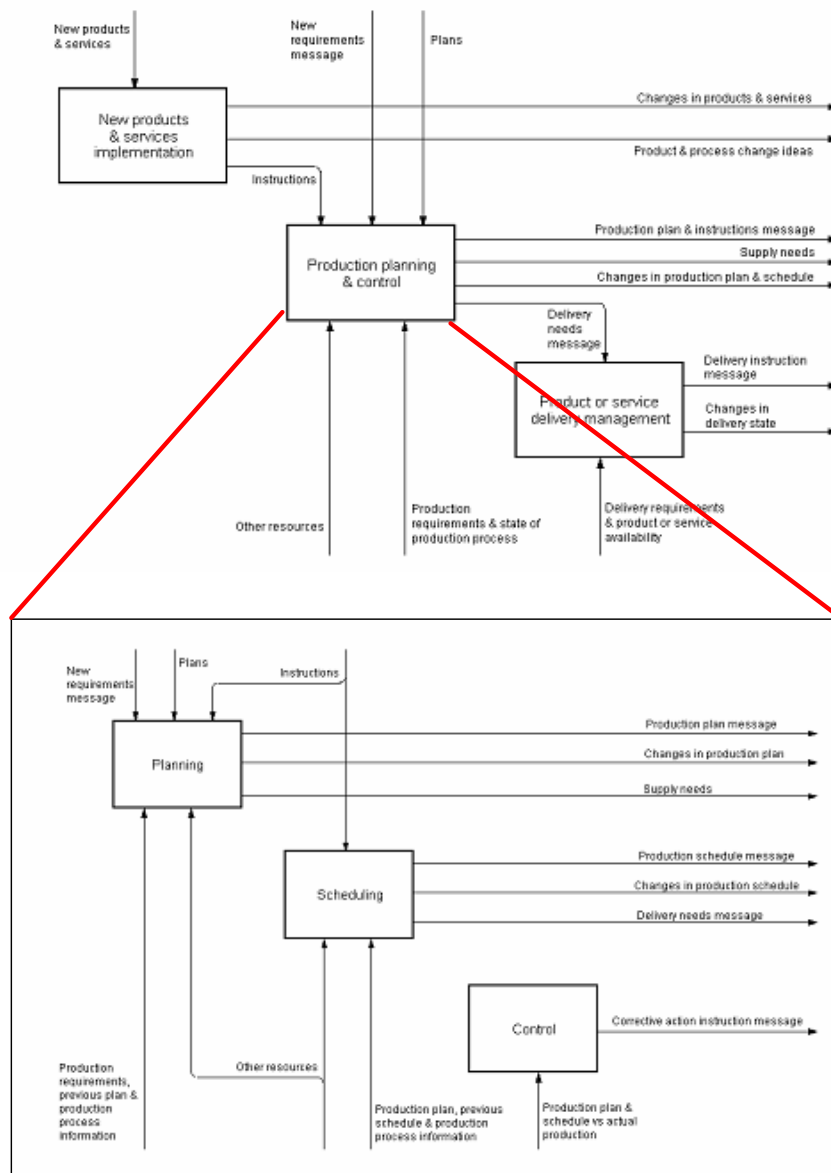 New products
& services
New
requirements
message
Plans
Changes in products & services
New products
& services
implementation
Product & process change ideas
Instructions
Production plan & instructions message
Supply needs
Production planning
& control
Changes in production plan & schedule
Delivery
needs
message
Delivery instruction
message
Product or service
delivery management
Changes in
delivery state
Other resources
Production
requirements & state of
production process
Delivery requirements
& product or service
availability
New
requirements
message
Plans
Instructions
Production plan message
Changes in production plan
Planning
Supply needs
Production schedule message
Changes in production schedule
Scheduling
Delivery needs message
Control
Corrective action instruction message
Production
requirements,
previous plan &
production
process
information
Other resources
Production plan, previous
schedule & production
process information
Production plan &
schedule vs actual
production